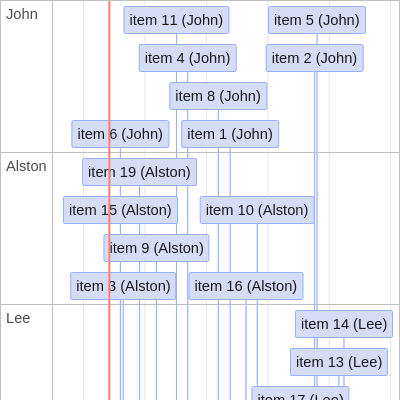 John
item 11 (John)
item 5 (John)
item 4 (John)
item 2 (John)
item 8 (John)
item 6 (John)
item 1 (John)
Alston
item 19 (Alston)
item 15 (Alston)
item 10 (Alston)
item 9 (Alston)
item 3 (Alston)
item 16 (Alston)
Lee
item 14 (Lee)
item 13 (Lee)
item 17 (Lee)